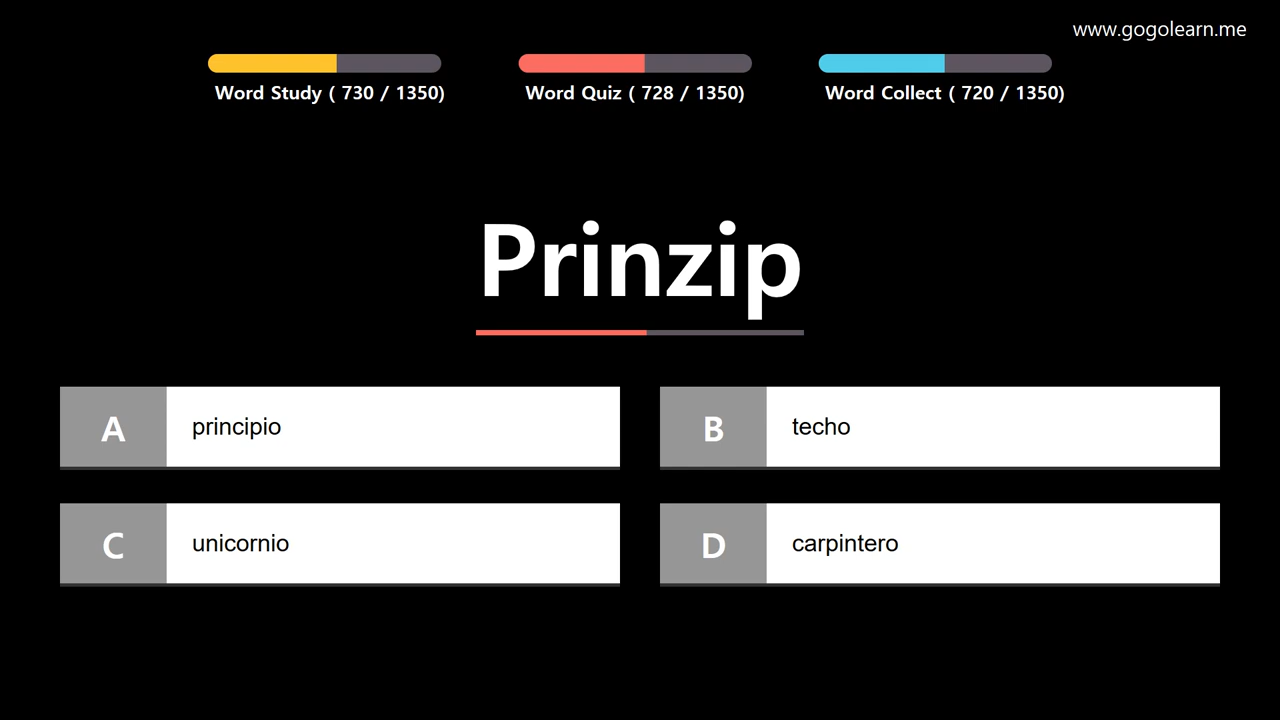 www.gogolearn.me
Word Study ( 730 / 1350)
Word Quiz ( 728 / 1350)
Word Collect ( 720 / 1350)
Prinzip
A principio
B techo
C unicornio
D carpintero